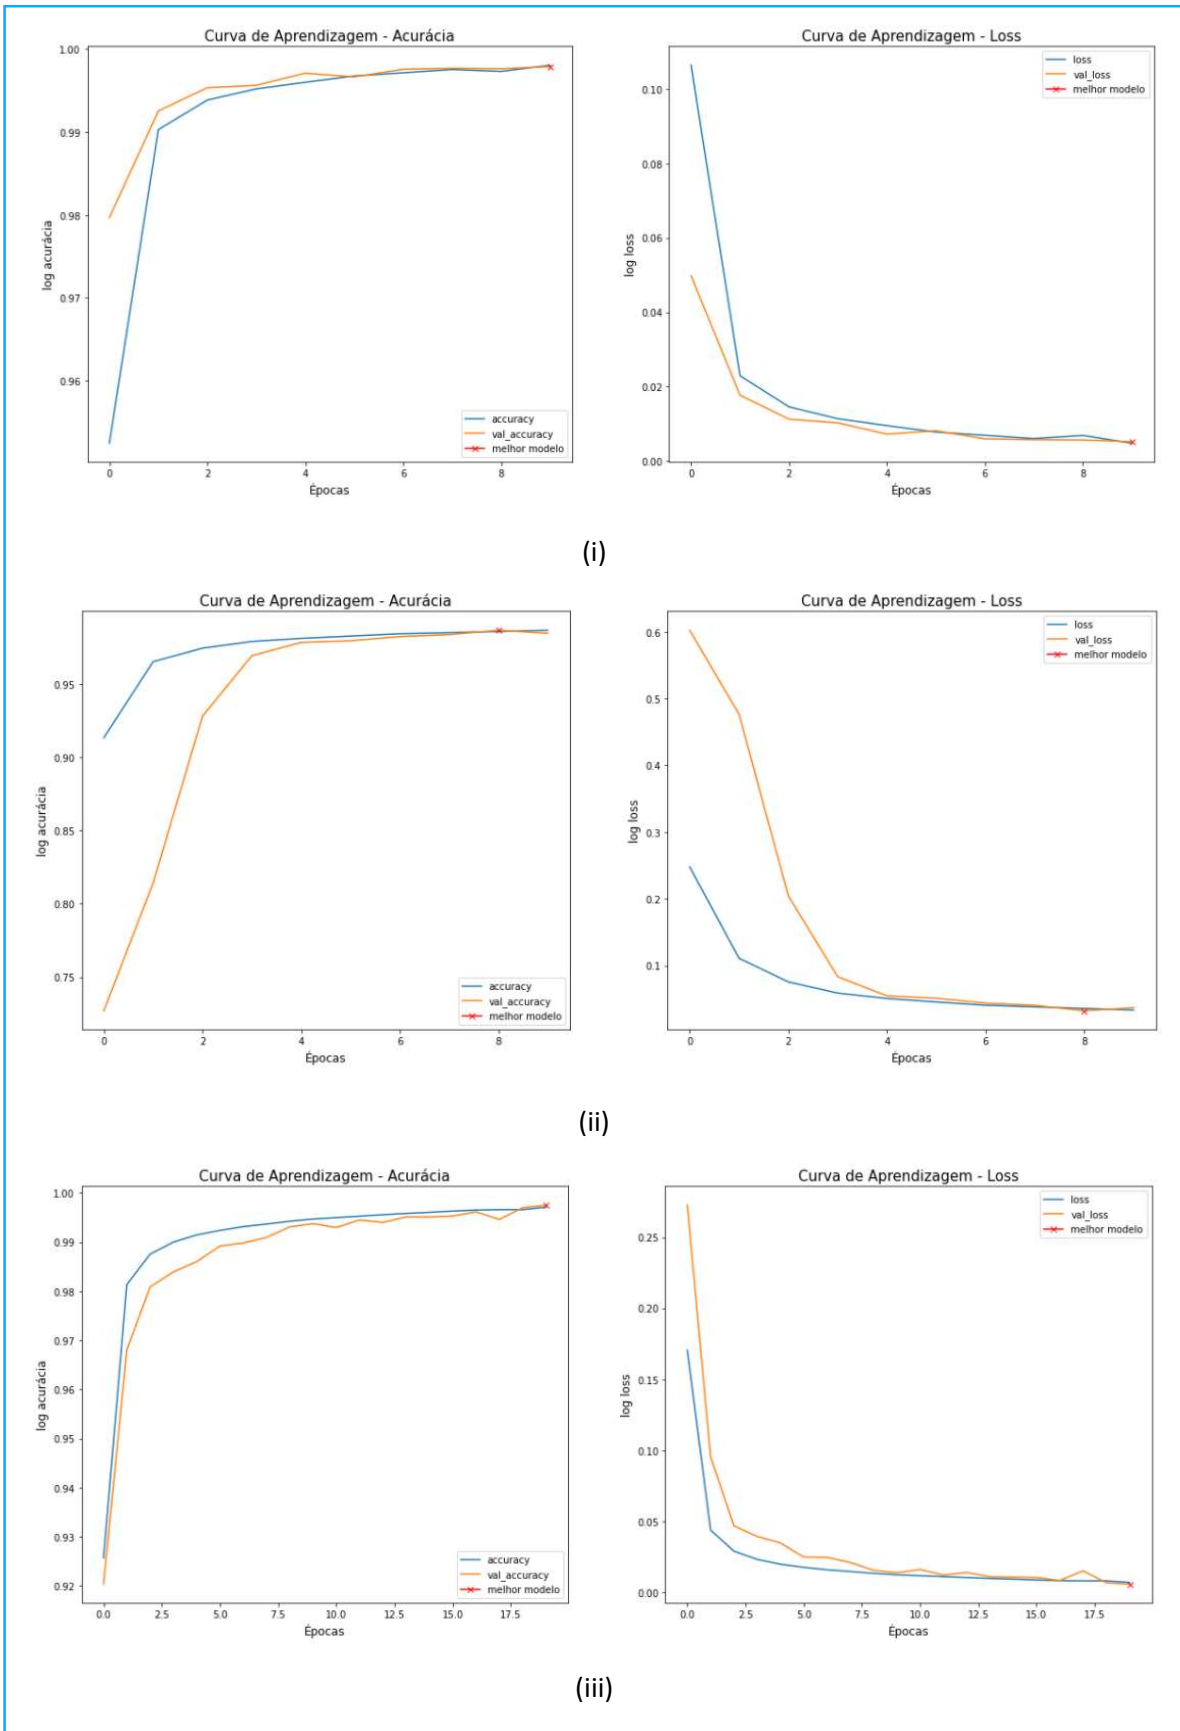 Curva de Aprendizagem - Acurácia
1.00
0.99
0.98
0.97
0.96
log acurácia
0 2 4 6 8
Épocas
accuracy
val_accuracy
melhor modelo
Curva de Aprendizagem - Loss
0.10
0.08
0.06
0.04
0.02
0.00
log loss
0 2 4 6 8
Épocas
loss
val_loss
melhor modelo
(i)
Curva de Aprendizagem - Acurácia
0.95
0.90
0.85
0.80
0.75
log acurácia
0 2 4 6 8
Épocas
accuracy
val_accuracy
melhor modelo
Curva de Aprendizagem - Loss
0.6
0.5
0.4
0.3
0.2
0.1
log loss
0 2 4 6 8
Épocas
loss
val_loss
melhor modelo
(ii)
Curva de Aprendizagem - Acurácia
1.00
0.99
0.98
0.97
0.96
0.95
0.94
0.93
0.92
log acurácia
0.0 2.5 5.0 7.5 10.0 12.5 15.0 17.5
Épocas
accuracy
val_accuracy
melhor modelo
Curva de Aprendizagem - Loss
0.25
0.20
0.15
0.10
0.05
0.00
log loss
0.0 2.5 5.0 7.5 10.0 12.5 15.0 17.5
Épocas
loss
val_loss
melhor modelo
(iii)